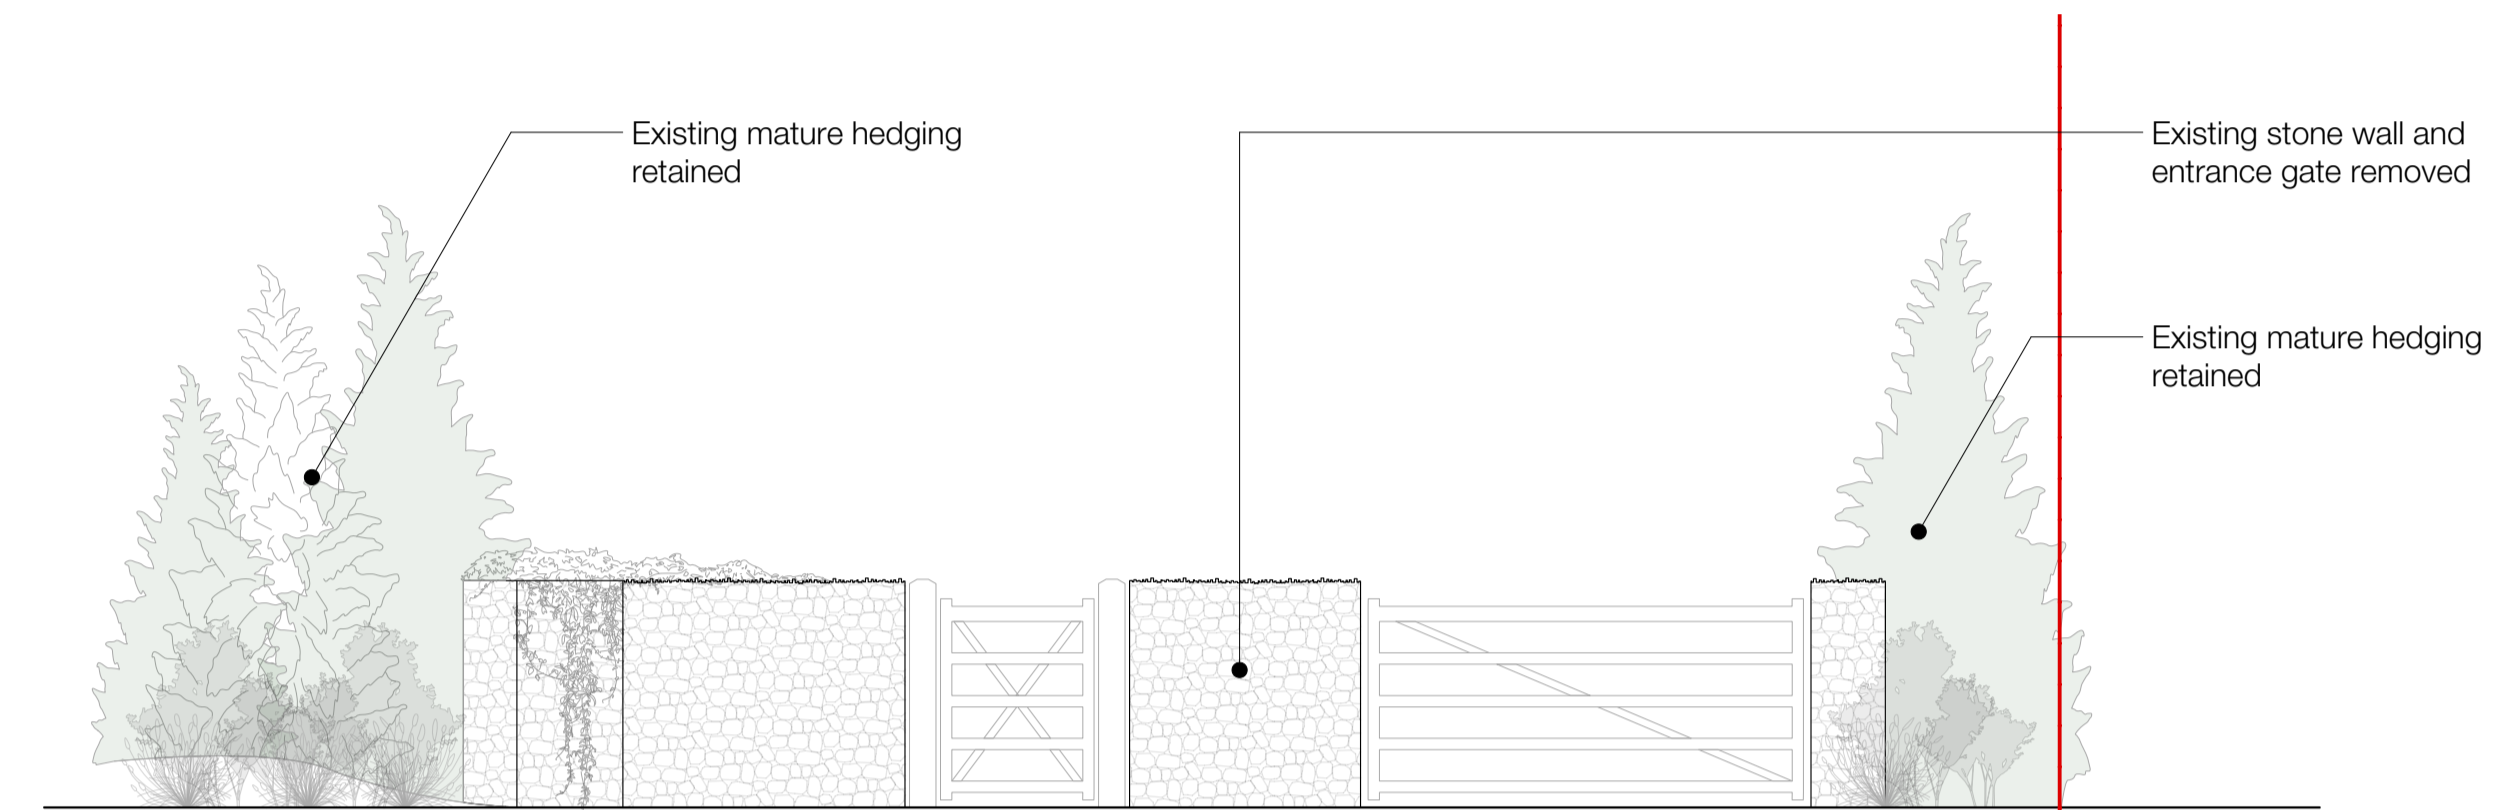 Existing mature hedging
retained
Existing stone wall and
entrance gate removed
Existing mature hedging
retained